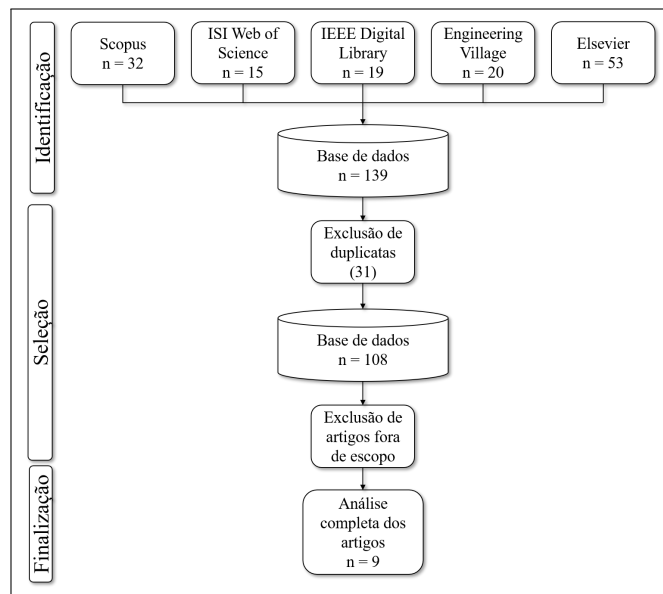 Identificação
Scopus
n = 32
ISI Web of
Science
n = 15
IEEE Digital
Library
n = 19
Engineering
Village
n = 20
Elsevier
n = 53
Base de dados
n = 139
Seleção
Exclusão de
duplicatas
(31)
Base de dados
n = 108
Exclusão de
artigos fora
de escopo
Finalização
Análise
completa dos
artigos
n = 9